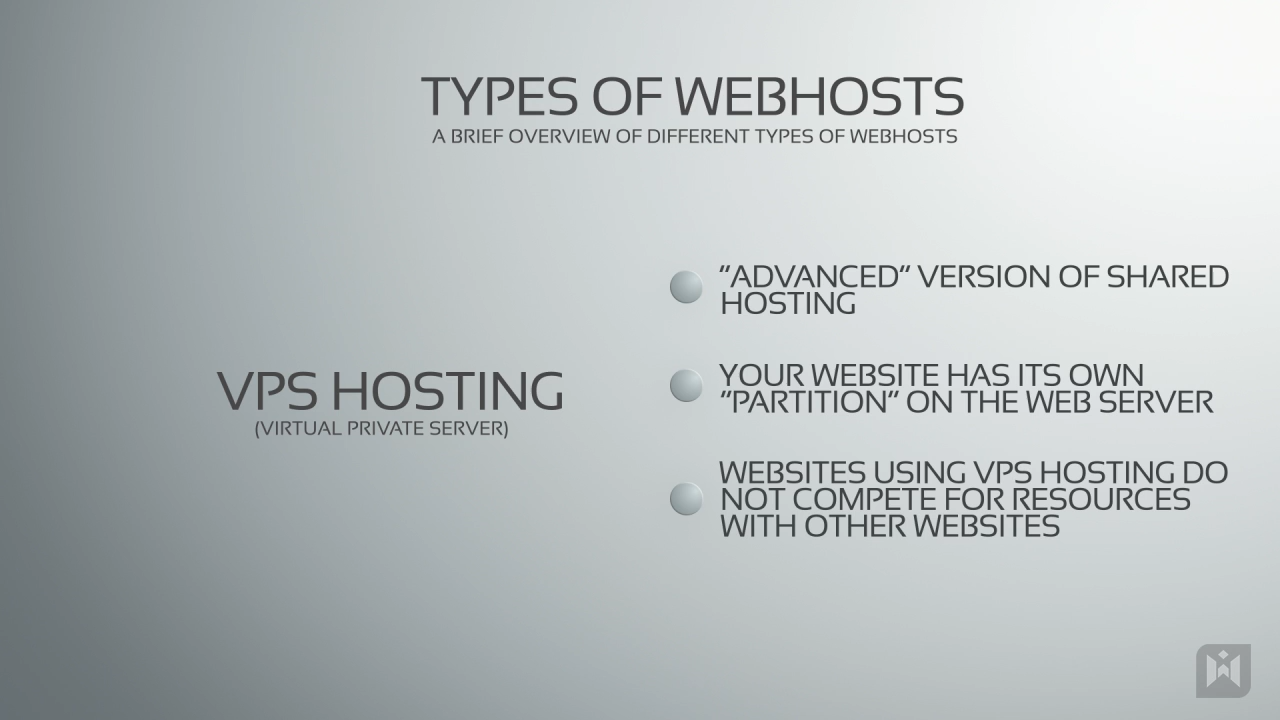 TYPES OF WEBHOSTS
A BRIEF OVERVIEW OF DIFFERENT TYPES OF WEBHOSTS
VPS HOSTING
(VIRTUAL PRIVATE SERVER)
"ADVANCED" VERSION OF SHARED
HOSTING
YOUR WEBSITE HAS ITS OWN
"PARTITION" ON THE WEB SERVER
WEBSITES USING VPS HOSTING DO
NOT COMPETE FOR RESOURCES
WITH OTHER WEBSITES